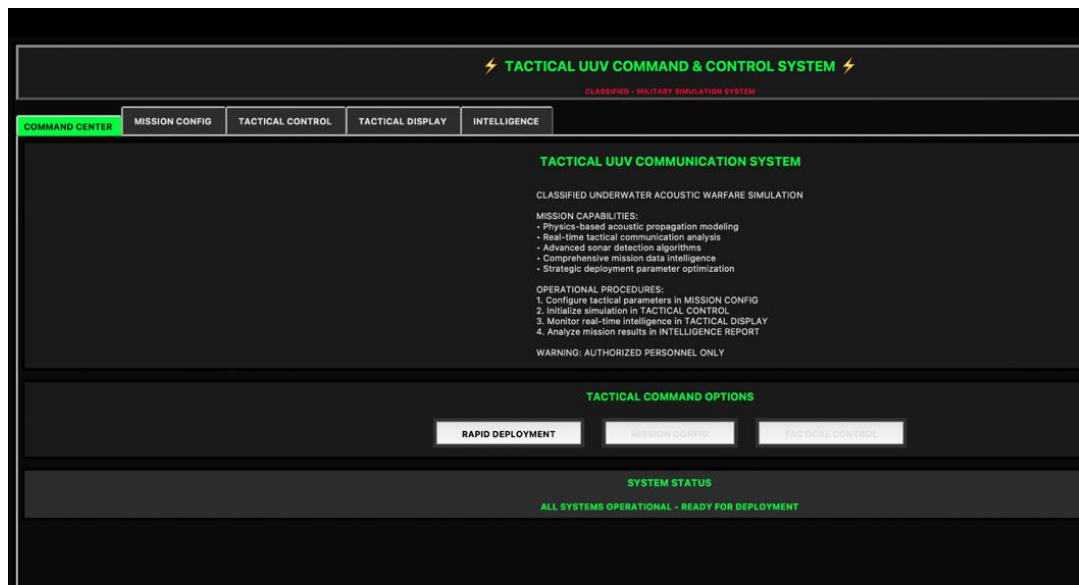 ⚡ TACTICAL UUV COMMAND & CONTROL SYSTEM ⚡
CLASSIFIED - MILITARY SIMULATION SYSTEM
COMMAND CENTER
MISSION CONFIG
TACTICAL CONTROL
TACTICAL DISPLAY
INTELLIGENCE
TACTICAL UUV COMMUNICATION SYSTEM
CLASSIFIED UNDERWATER ACOUSTIC WARFARE SIMULATION
MISSION CAPABILITIES:
• Physics-based acoustic propagation modeling
• Real-time tactical communication analysis
• Advanced sonar detection algorithms
• Comprehensive mission data intelligence
• Strategic deployment parameter optimization
OPERATIONAL PROCEDURES:
1. Configure tactical parameters in MISSION CONFIG
2. Initialize simulation in TACTICAL CONTROL
3. Monitor real-time intelligence in TACTICAL DISPLAY
4. Analyze mission results in INTELLIGENCE REPORT
WARNING: AUTHORIZED PERSONNEL ONLY
TACTICAL COMMAND OPTIONS
RAPID DEPLOYMENT
MISSION CONFIG
TACTICAL CONTROL
SYSTEM STATUS
ALL SYSTEMS OPERATIONAL - READY FOR DEPLOYMENT